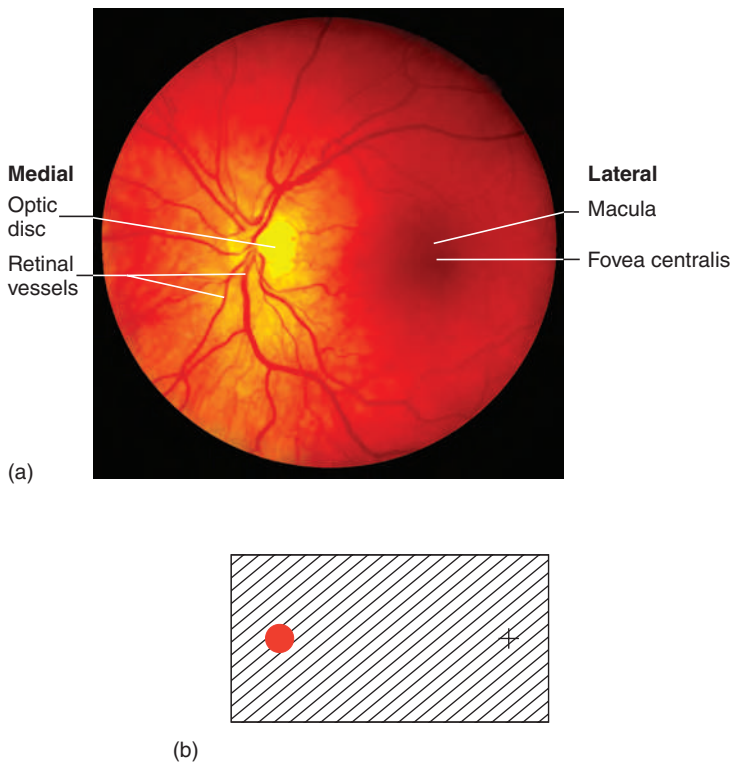 Medial
Optic
disc
Retinal
vessels
Lateral
Macula
Fovea centralis
(a)
(b)